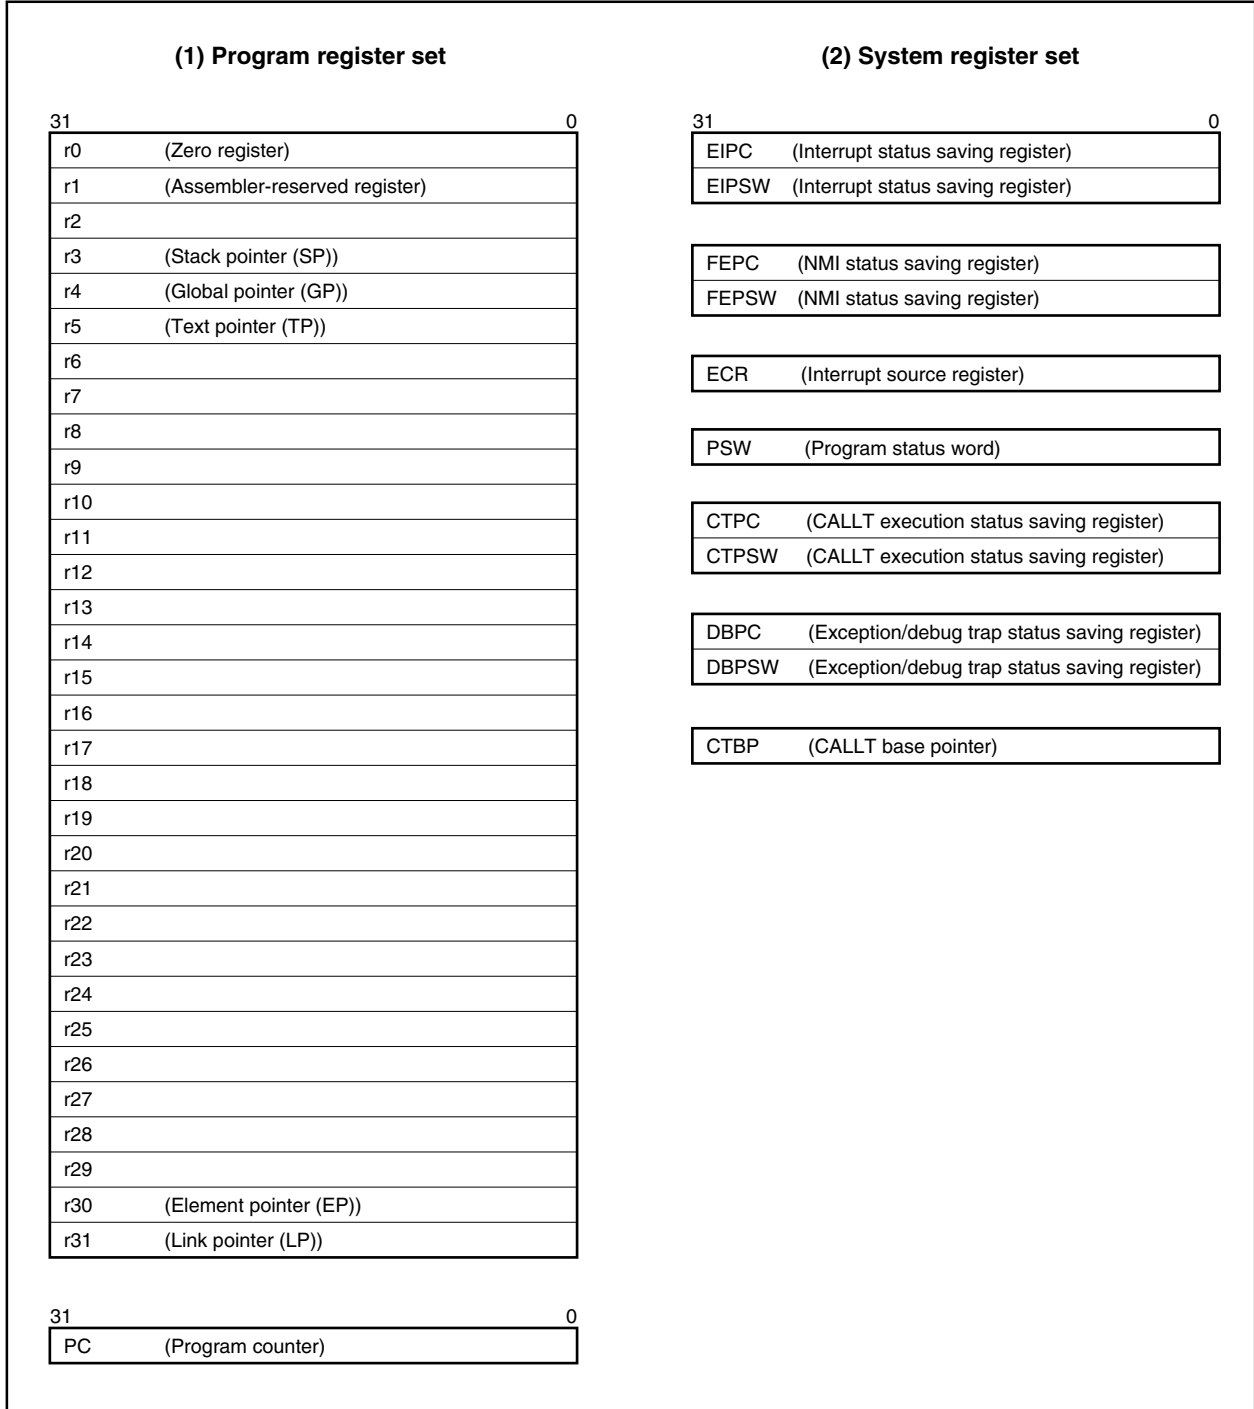 (1) Program register set
31 0
r0 (Zero register)
r1 (Assembler-reserved register)
r2
r3 (Stack pointer (SP))
r4 (Global pointer (GP))
r5 (Text pointer (TP))
r6
r7
r8
r9
r10
r11
r12
r13
r14
r15
r16
r17
r18
r19
r20
r21
r22
r23
r24
r25
r26
r27
r28
r29
r30 (Element pointer (EP))
r31 (Link pointer (LP))
31 0
PC (Program counter)
(2) System register set
31 0
EIPC (Interrupt status saving register)
EIPSW (Interrupt status saving register)
FEPC (NMI status saving register)
FEPSW (NMI status saving register)
ECR (Interrupt source register)
PSW (Program status word)
CTPC (CALLT execution status saving register)
CTPSW (CALLT execution status saving register)
DBPC (Exception/debug trap status saving register)
DBPSW (Exception/debug trap status saving register)
CTBP (CALLT base pointer)